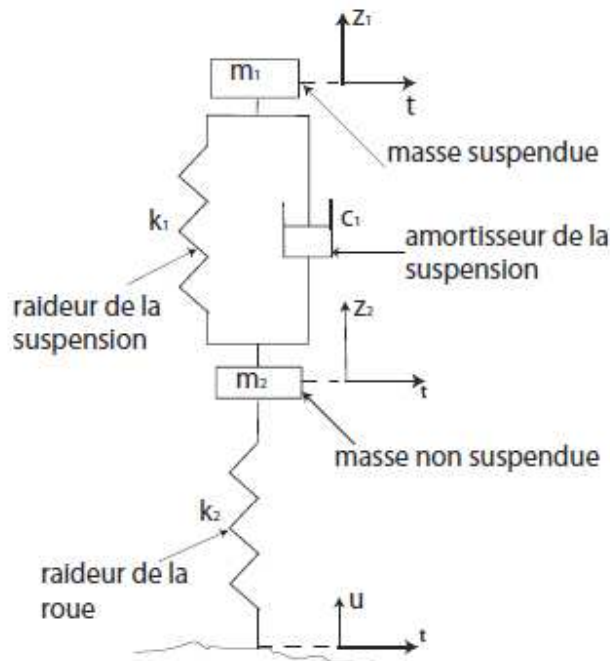 z₁
m₁
t
masse suspendue
k₁
c₁
amortisseur de la
suspension
raideur de la
suspension
z₂
m₂
t
masse non suspendue
k₂
raideur de la
roue
u
t